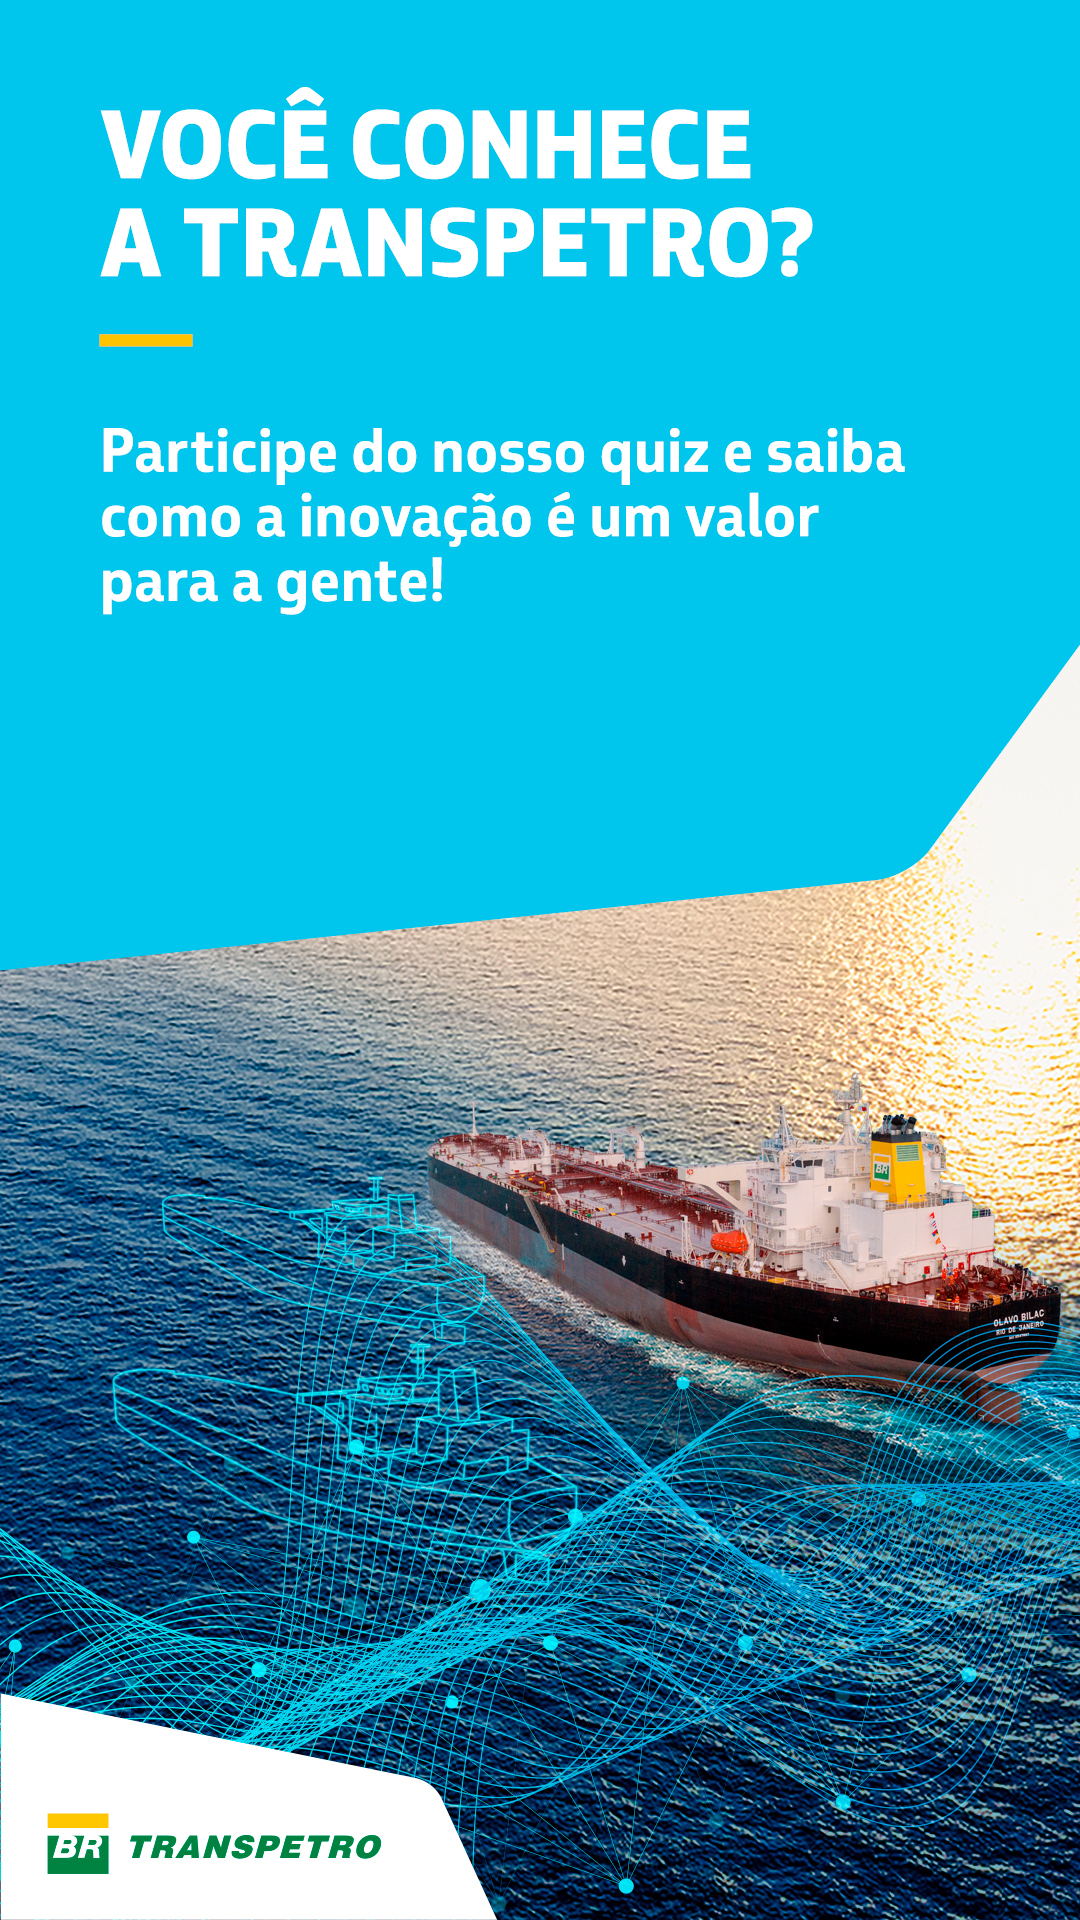 VOCÊ CONHECE
A TRANSPETRO?
Participe do nosso quiz e saiba
como a inovação é um valor
para a gente!
BR
OLAVO BILAC
RIO DE JANEIRO
BR TRANSPETRO